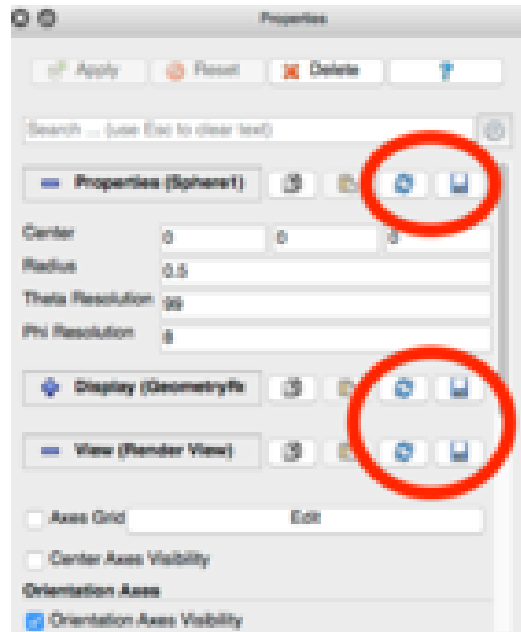 Properties
Apply Reset Delete ?
Search ... (use Esc to clear text)
Properties (Sphere1)
Center 0 0 0
Radius 0.5
Theta Resolution 99
Phi Resolution 8
Display (GeometryRe
View (Render View)
Axes Grid Edit
Center Axes Visibility
Orientation Axes
Orientation Axes Visibility